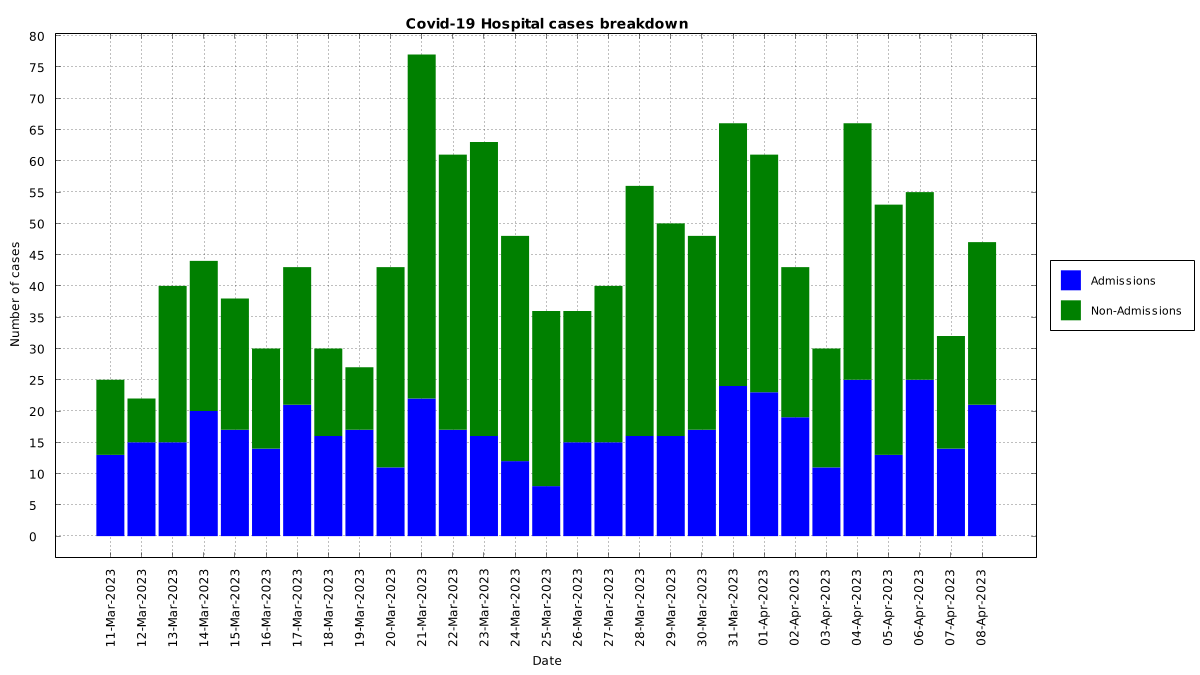 Covid-19 Hospital cases breakdown
80
75
70
65
60
55
50
45
40
35
30
25
20
15
10
5
0
Number of cases
11-Mar-2023
12-Mar-2023
13-Mar-2023
14-Mar-2023
15-Mar-2023
16-Mar-2023
17-Mar-2023
18-Mar-2023
19-Mar-2023
20-Mar-2023
21-Mar-2023
22-Mar-2023
23-Mar-2023
24-Mar-2023
25-Mar-2023
26-Mar-2023
27-Mar-2023
28-Mar-2023
29-Mar-2023
30-Mar-2023
31-Mar-2023
01-Apr-2023
02-Apr-2023
03-Apr-2023
04-Apr-2023
05-Apr-2023
06-Apr-2023
07-Apr-2023
08-Apr-2023
Date
Admissions
Non-Admissions